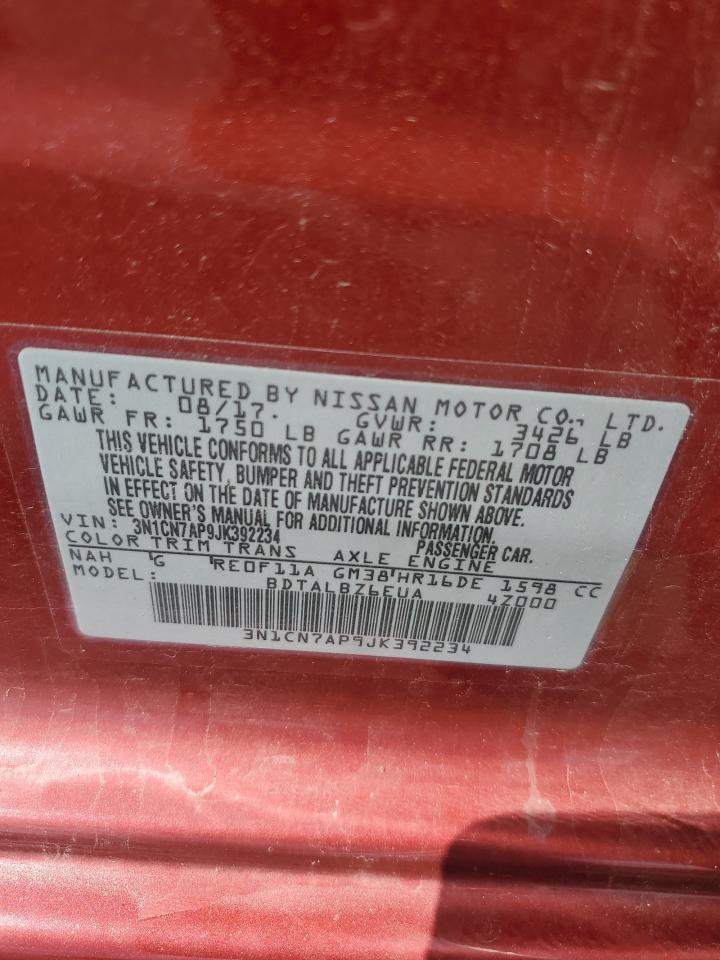 MANUFACTURED BY NISSAN MOTOR CO., LTD.
DATE: 08/17. GVWR: 3426 LB
GAWR FR: 1750 LB GAWR RR: 1708 LB
THIS VEHICLE CONFORMS TO ALL APPLICABLE FEDERAL MOTOR
VEHICLE SAFETY, BUMPER AND THEFT PREVENTION STANDARDS
IN EFFECT ON THE DATE OF MANUFACTURE SHOWN ABOVE.
SEE OWNER'S MANUAL FOR ADDITIONAL INFORMATION.
VIN: 3N1CN7AP9JK392234 PASSENGER CAR.
COLOR TRIM TRANS AXLE ENGINE
NAH G RE0F11A GM38 HR16DE 1598 CC
MODEL: BDTALBZ6EUA 4Z000
3N1CN7AP9JK392234